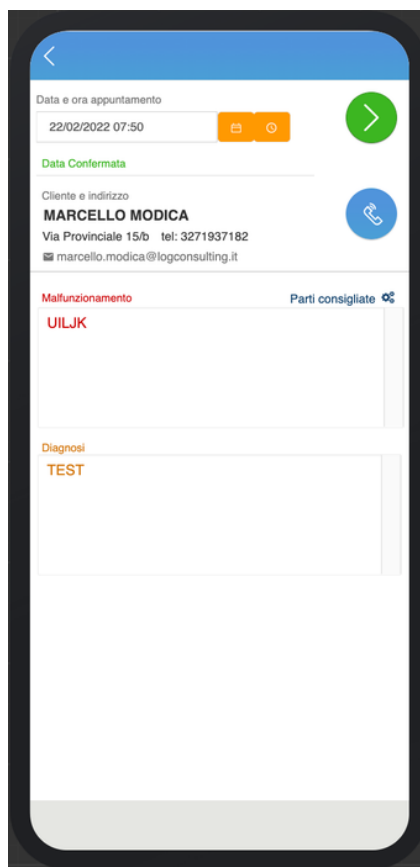 Data e ora appuntamento
22/02/2022 07:50
Data Confermata
Cliente e indirizzo
MARCELLO MODICA
Via Provinciale 15/b tel: 3271937182
marcello.modica@logconsulting.it
Malfunzionamento Parti consigliate
UILJK
Diagnosi
TEST